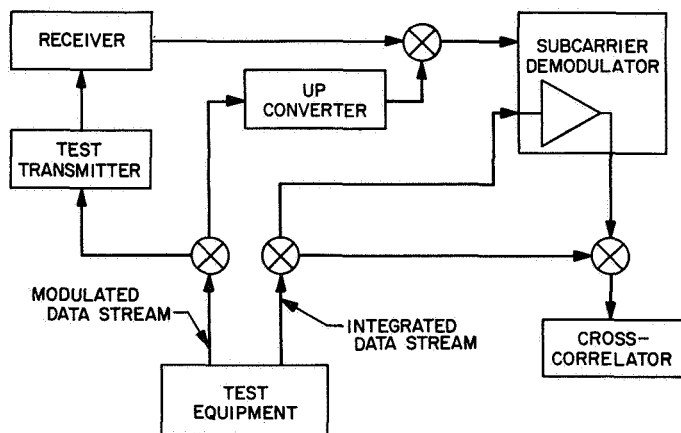 RECEIVER
SUBCARRIER
DEMODULATOR
UP
CONVERTER
TEST
TRANSMITTER
MODULATED
DATA STREAM
INTEGRATED
DATA STREAM
CROSS-
CORRELATOR
TEST
EQUIPMENT